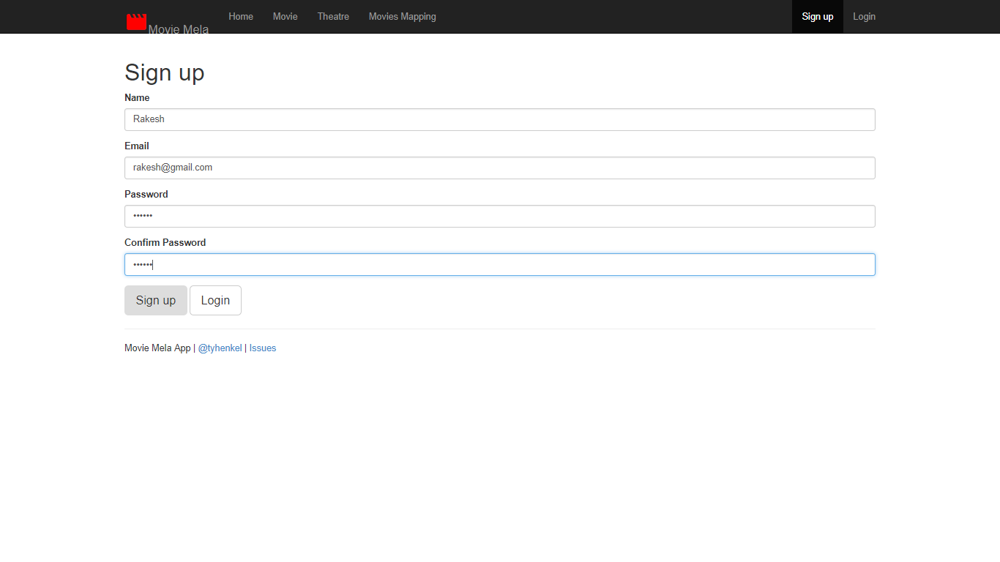 Movie Mela Home Movie Theatre Movies Mapping Sign up Login
Sign up
Name
Rakesh
Email
rakesh@gmail.com
Password
••••••
Confirm Password
••••••
Sign up Login
Movie Mela App | @tyhenkel | Issues